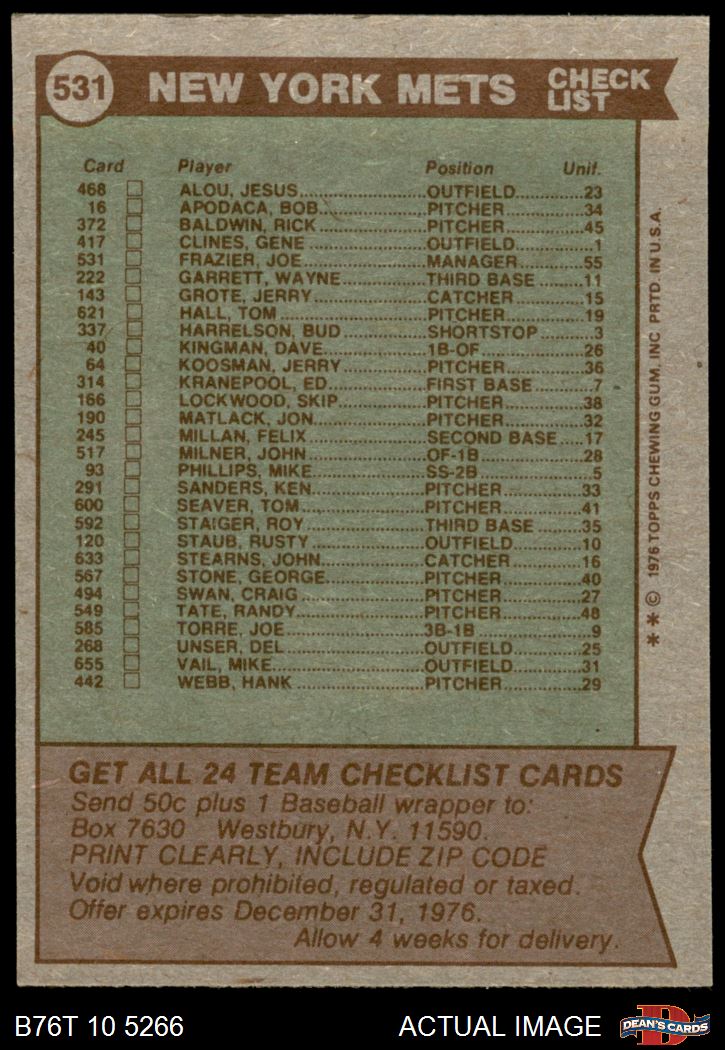 531 NEW YORK METS CHECK LIST
Card Player Position Unif.
468 ALOU, JESUS OUTFIELD 23
16 APODACA, BOB PITCHER 34
372 BALDWIN, RICK PITCHER 45
417 CLINES, GENE OUTFIELD 1
531 FRAZIER, JOE MANAGER 55
222 GARRETT, WAYNE THIRD BASE 11
143 GROTE, JERRY CATCHER 15
621 HALL, TOM PITCHER 19
337 HARRELSON, BUD SHORTSTOP 3
40 KINGMAN, DAVE 1B-OF 26
64 KOOSMAN, JERRY PITCHER 36
314 KRANEPOOL, ED FIRST BASE 7
166 LOCKWOOD, SKIP PITCHER 38
190 MATLACK, JON PITCHER 32
245 MILLAN, FELIX SECOND BASE 17
517 MILNER, JOHN OF-1B 28
93 PHILLIPS, MIKE SS-2B 5
291 SANDERS, KEN PITCHER 33
600 SEAVER, TOM PITCHER 41
592 STAIGER, ROY THIRD BASE 35
120 STAUB, RUSTY OUTFIELD 10
633 STEARNS, JOHN CATCHER 16
567 STONE, GEORGE PITCHER 40
494 SWAN, CRAIG PITCHER 27
549 TATE, RANDY PITCHER 48
585 TORRE, JOE 3B-1B 9
268 UNSER, DEL OUTFIELD 25
655 VAIL, MIKE OUTFIELD 31
442 WEBB, HANK PITCHER 29
* * © 1976 TOPPS CHEWING GUM, INC PRTD. IN U.S.A.
GET ALL 24 TEAM CHECKLIST CARDS
Send 50c plus 1 Baseball wrapper to:
Box 7630 Westbury, N.Y. 11590.
PRINT CLEARLY, INCLUDE ZIP CODE
Void where prohibited, regulated or taxed.
Offer expires December 31, 1976.
Allow 4 weeks for delivery.
B76T 10 5266 ACTUAL IMAGE D DEAN'S CARDS